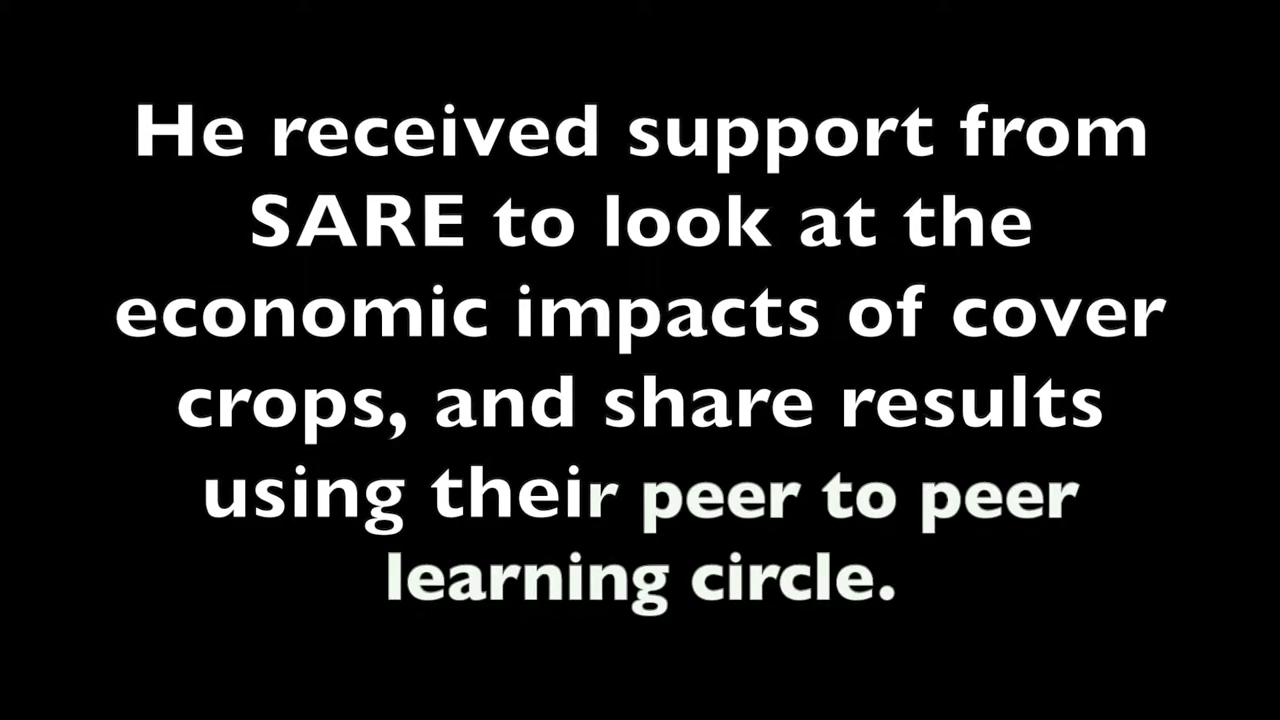 He received support from
SARE to look at the
economic impacts of cover
crops, and share results
using their peer to peer
learning circle.